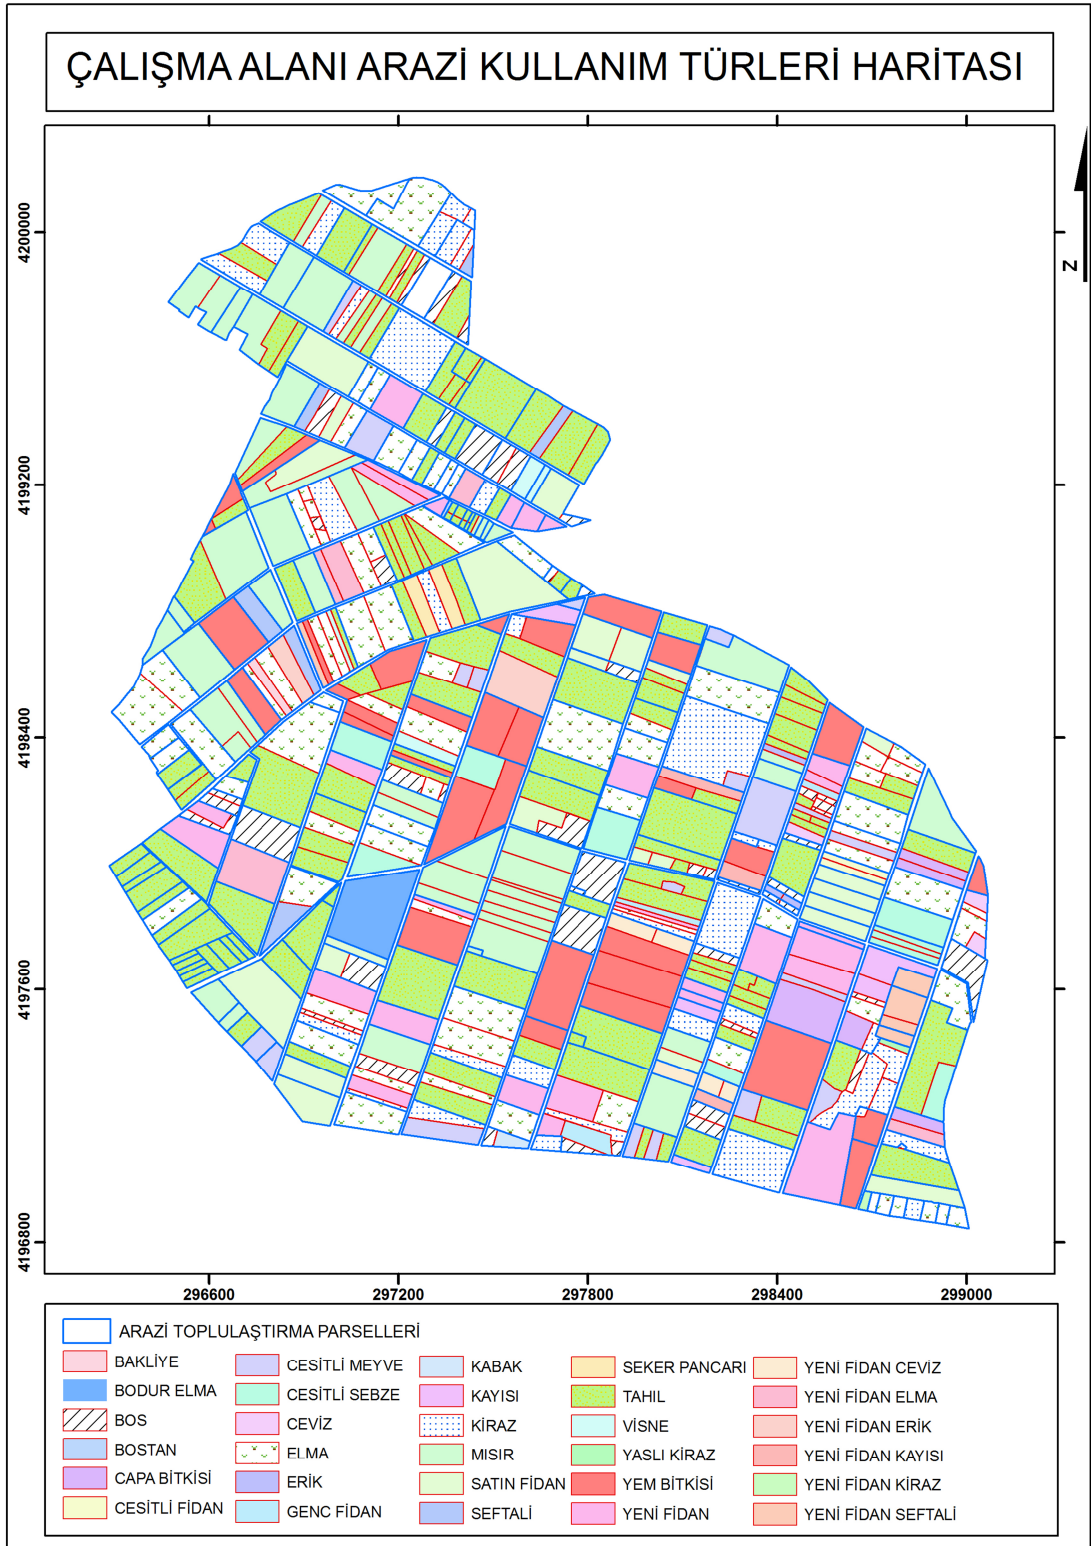 ÇALIŞMA ALANI ARAZİ KULLANIM TÜRLERİ HARİTASI
4200000
4199200
4198400
4197600
4196800
Z
296600 297200 297800 298400 299000
ARAZİ TOPLULAŞTIRMA PARSELLERİ
BAKLİYE
BODUR ELMA
BOS
BOSTAN
CAPA BİTKİSİ
CESİTLİ FİDAN
CESİTLİ MEYVE
CESİTLİ SEBZE
CEVİZ
ELMA
ERİK
GENC FİDAN
KABAK
KAYISI
KİRAZ
MISIR
SATIN FİDAN
SEFTALİ
SEKER PANCARI
TAHIL
VİSNE
YASLI KİRAZ
YEM BİTKİSİ
YENİ FİDAN
YENİ FİDAN CEVİZ
YENİ FİDAN ELMA
YENİ FİDAN ERİK
YENİ FİDAN KAYISI
YENİ FİDAN KİRAZ
YENİ FİDAN SEFTALİ